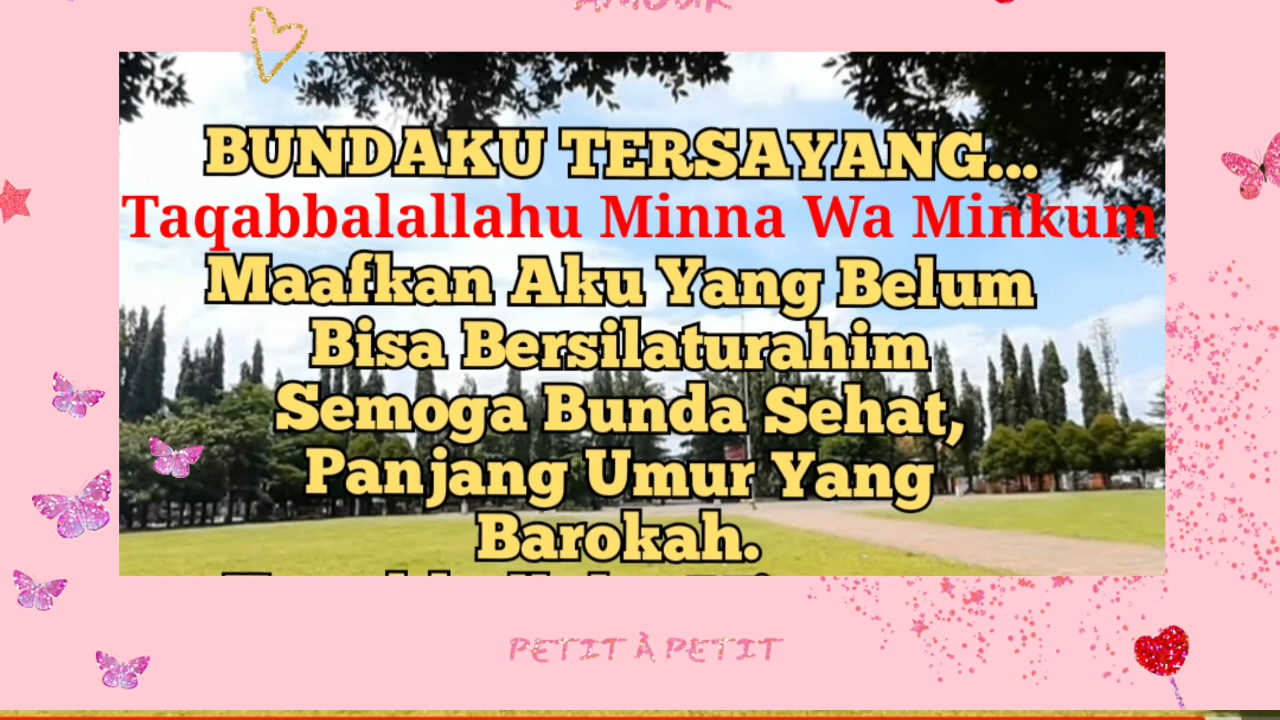 AMOUR
BUNDAKU TERSAYANG...
Taqabbalallahu Minna Wa Minkum
Maafkan Aku Yang Belum
Bisa Bersilaturahim
Semoga Bunda Sehat,
Panjang Umur Yang
Barokah.
PETIT À PETIT